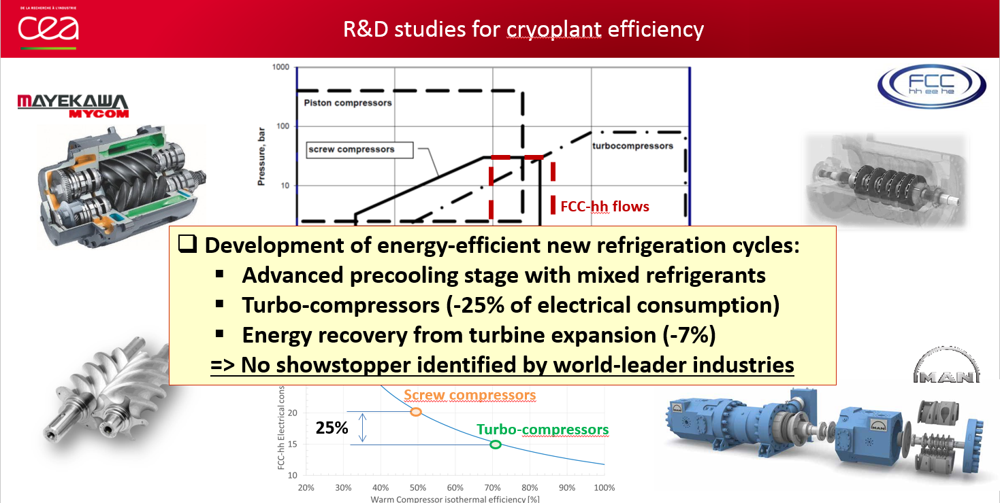 DE LA RECHERCHE À L'INDUSTRIE
cea
R&D studies for cryoplant efficiency
MAYEKAWA
MYCOM
FCC
hh ee he
1000
100
10
Pressure, bar
Piston compressors
screw compressors
turbocompressors
FCC-hh flows
❑ Development of energy-efficient new refrigeration cycles:
▪ Advanced precooling stage with mixed refrigerants
▪ Turbo-compressors (-25% of electrical consumption)
▪ Energy recovery from turbine expansion (-7%)
=> No showstopper identified by world-leader industries
MAN
FCC-hh Electrical cons
20
15
10
25%
Screw compressors
Turbo-compressors
20% 30% 40% 50% 60% 70% 80% 90% 100%
Warm Compressor isothermal efficiency [%]
MAN
MAN